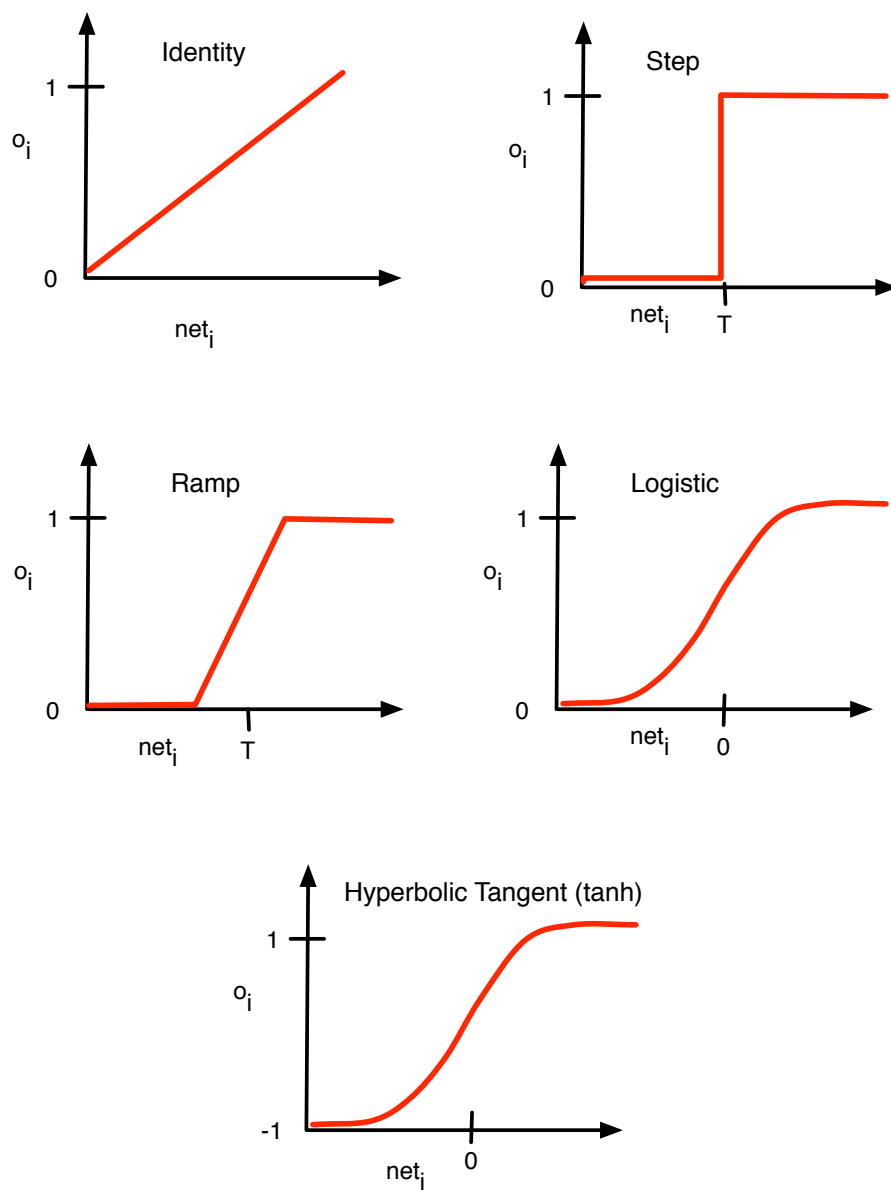 Identity
1
oi
0
neti
Step
1
oi
0
neti
T
Ramp
1
oi
0
neti
T
Logistic
1
oi
0
neti
0
Hyperbolic Tangent (tanh)
1
oi
-1
neti
0